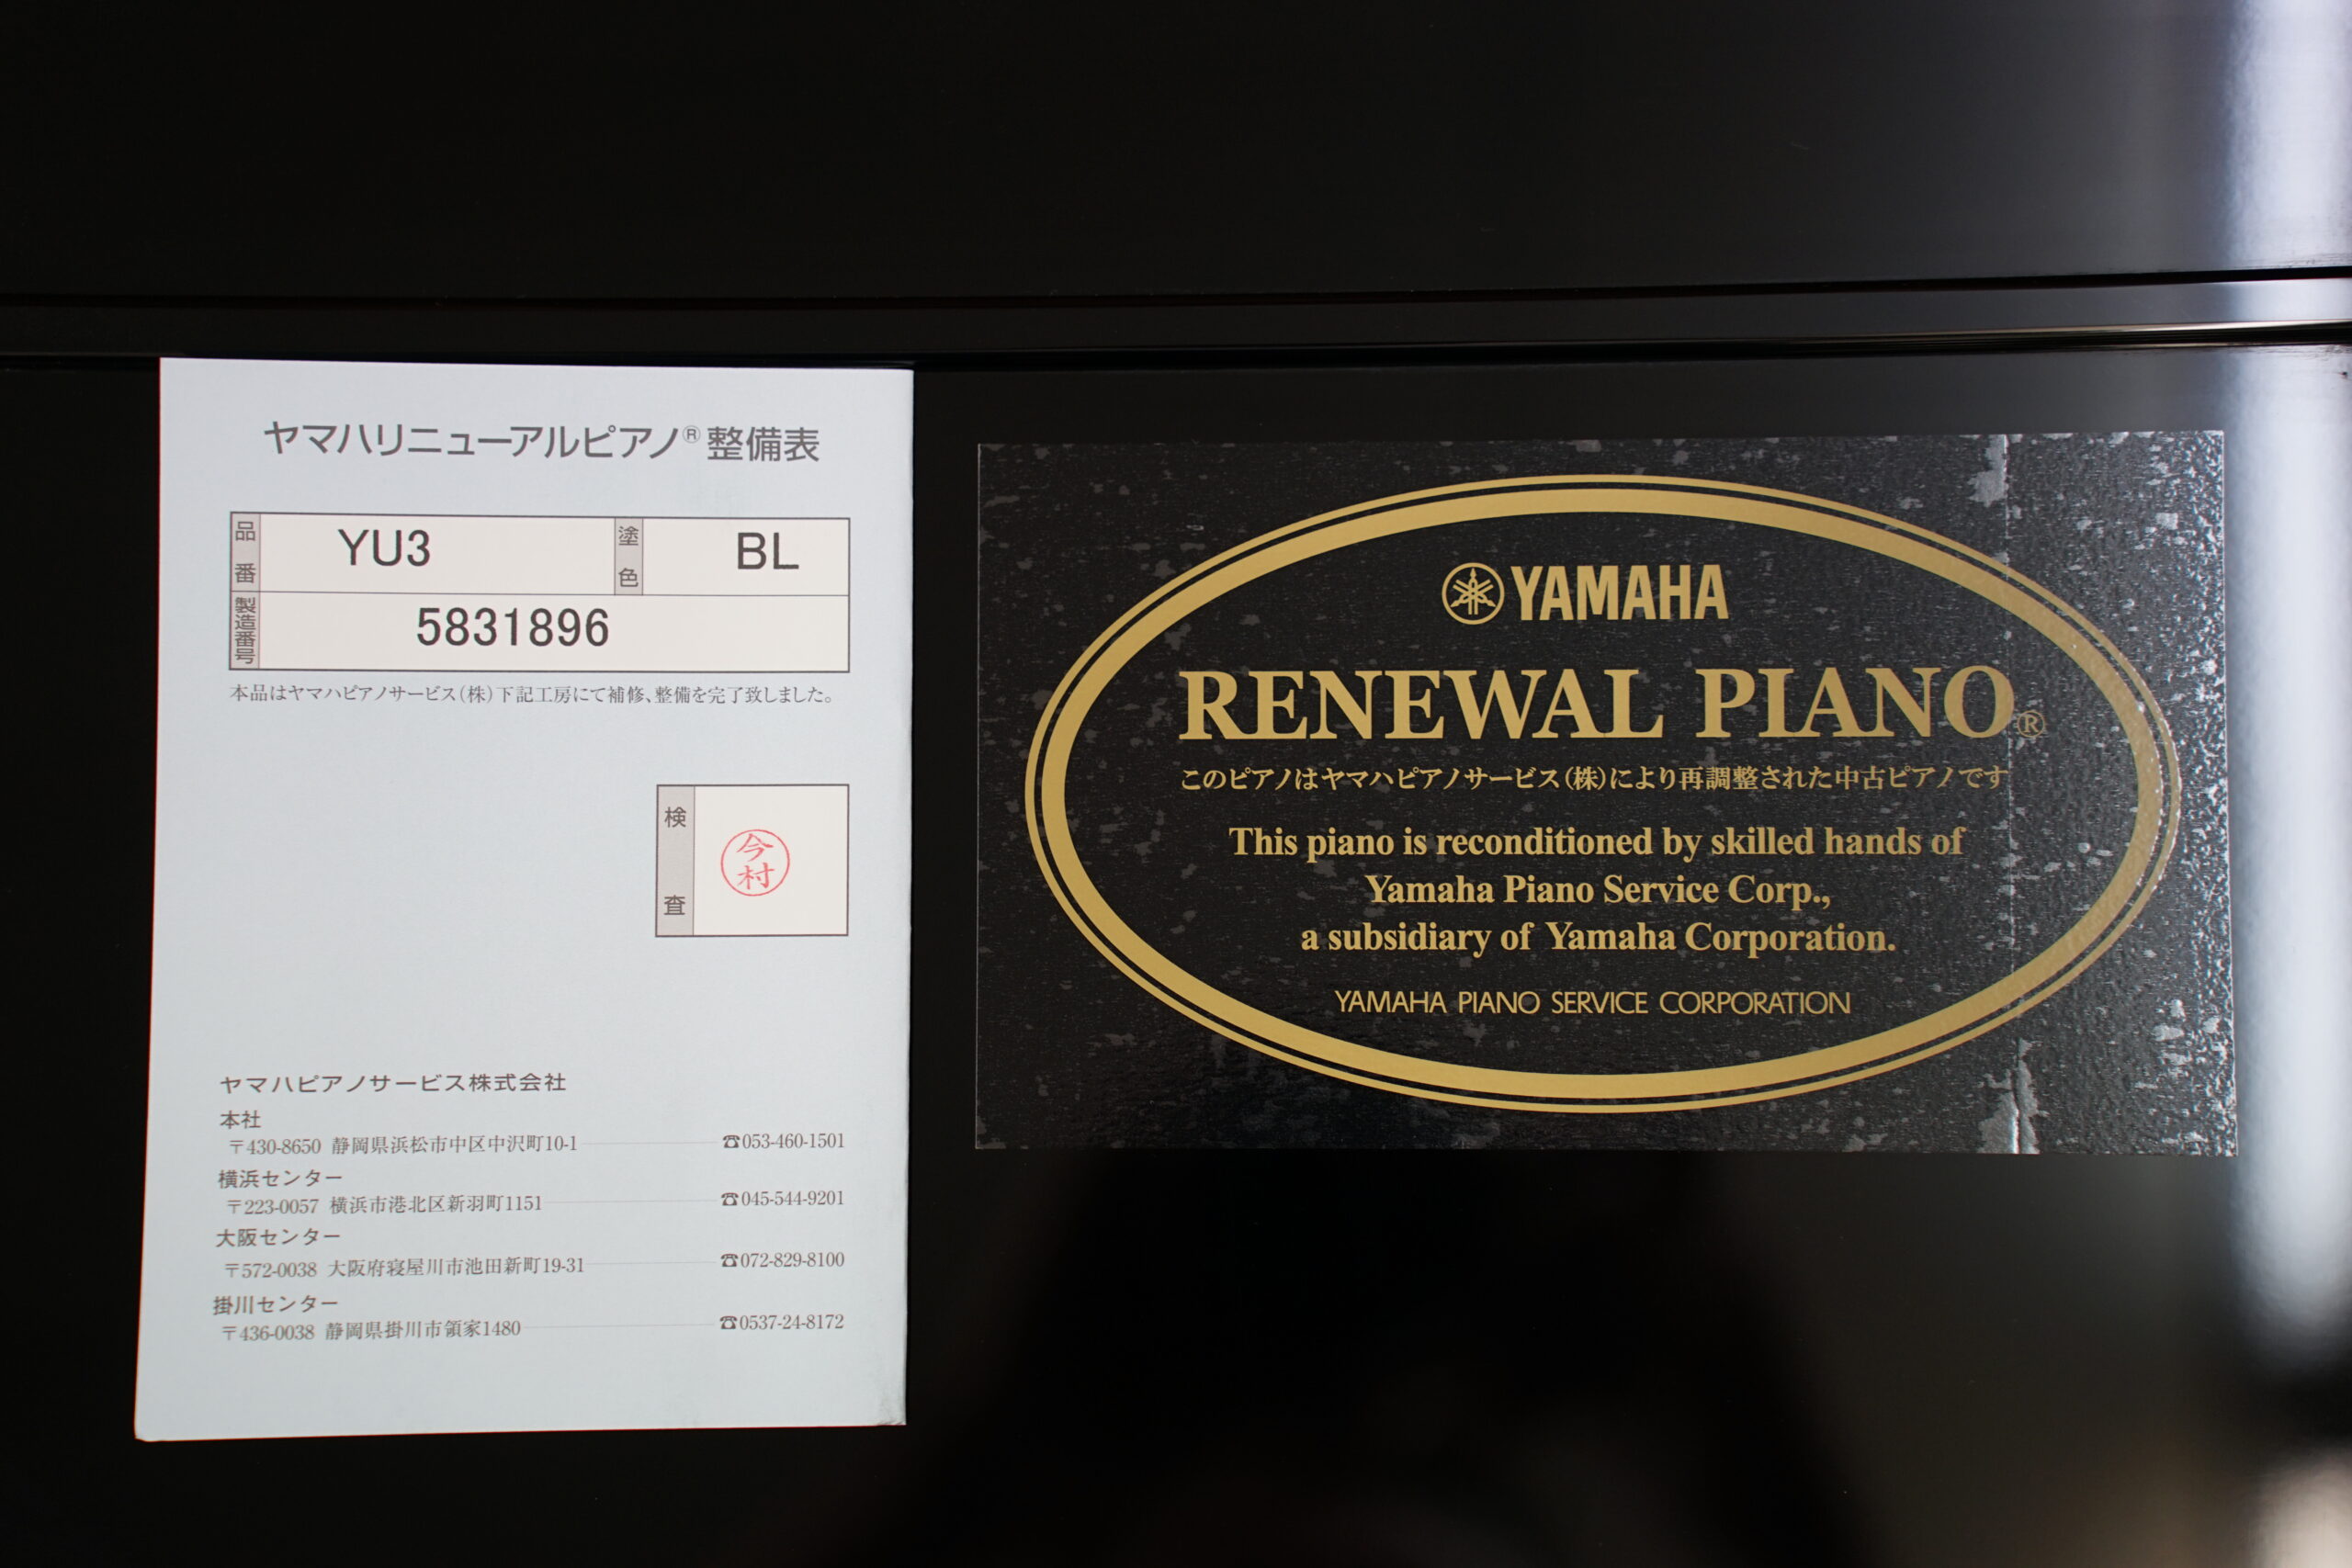 ヤマハリニューアルピアノ®整備表
品番 YU3 塗色 BL
製造番号 5831896
本品はヤマハピアノサービス(株)下記工房にて補修、整備を完了致しました。
検査 今村
ヤマハピアノサービス株式会社
本社
〒430-8650 静岡県浜松市中区中沢町10-1 ☎053-460-1501
横浜センター
〒223-0057 横浜市港北区新羽町1151 ☎045-544-9201
大阪センター
〒572-0038 大阪府寝屋川市池田新町19-31 ☎072-829-8100
掛川センター
〒436-0038 静岡県掛川市領家1480 ☎0537-24-8172
YAMAHA
RENEWAL PIANO®
このピアノはヤマハピアノサービス(株)により再調整された中古ピアノです
This piano is reconditioned by skilled hands of
Yamaha Piano Service Corp.,
a subsidiary of Yamaha Corporation.
YAMAHA PIANO SERVICE CORPORATION